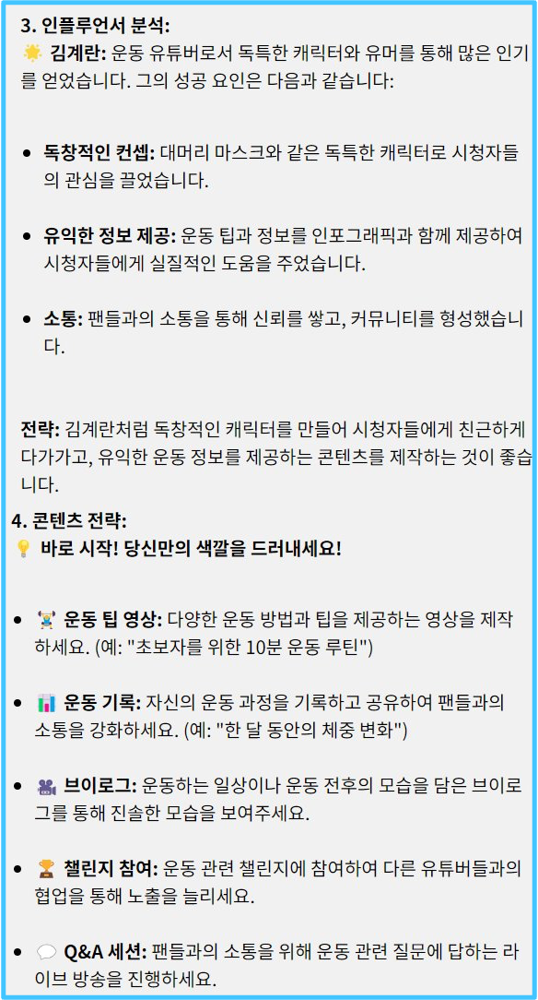 3. 인플루언서 분석:
🌟 김계란: 운동 유튜버로서 독특한 캐릭터와 유머를 통해 많은 인기
를 얻었습니다. 그의 성공 요인은 다음과 같습니다:
• 독창적인 컨셉: 대머리 마스크와 같은 독특한 캐릭터로 시청자들
의 관심을 끌었습니다.
• 유익한 정보 제공: 운동 팁과 정보를 인포그래픽과 함께 제공하여
시청자들에게 실질적인 도움을 주었습니다.
• 소통: 팬들과의 소통을 통해 신뢰를 쌓고, 커뮤니티를 형성했습니
다.
전략: 김계란처럼 독창적인 캐릭터를 만들어 시청자들에게 친근하게
다가가고, 유익한 운동 정보를 제공하는 콘텐츠를 제작하는 것이 좋습
니다.
4. 콘텐츠 전략:
💡 바로 시작! 당신만의 색깔을 드러내세요!
• 🏋️ 운동 팁 영상: 다양한 운동 방법과 팁을 제공하는 영상을 제작
하세요. (예: "초보자를 위한 10분 운동 루틴")
• 📊 운동 기록: 자신의 운동 과정을 기록하고 공유하여 팬들과의
소통을 강화하세요. (예: "한 달 동안의 체중 변화")
• 🎥 브이로그: 운동하는 일상이나 운동 전후의 모습을 담은 브이로
그를 통해 진솔한 모습을 보여주세요.
• 🏆 챌린지 참여: 운동 관련 챌린지에 참여하여 다른 유튜버들과의
협업을 통해 노출을 늘리세요.
• 💬 Q&A 세션: 팬들과의 소통을 위해 운동 관련 질문에 답하는 라
이브 방송을 진행하세요.